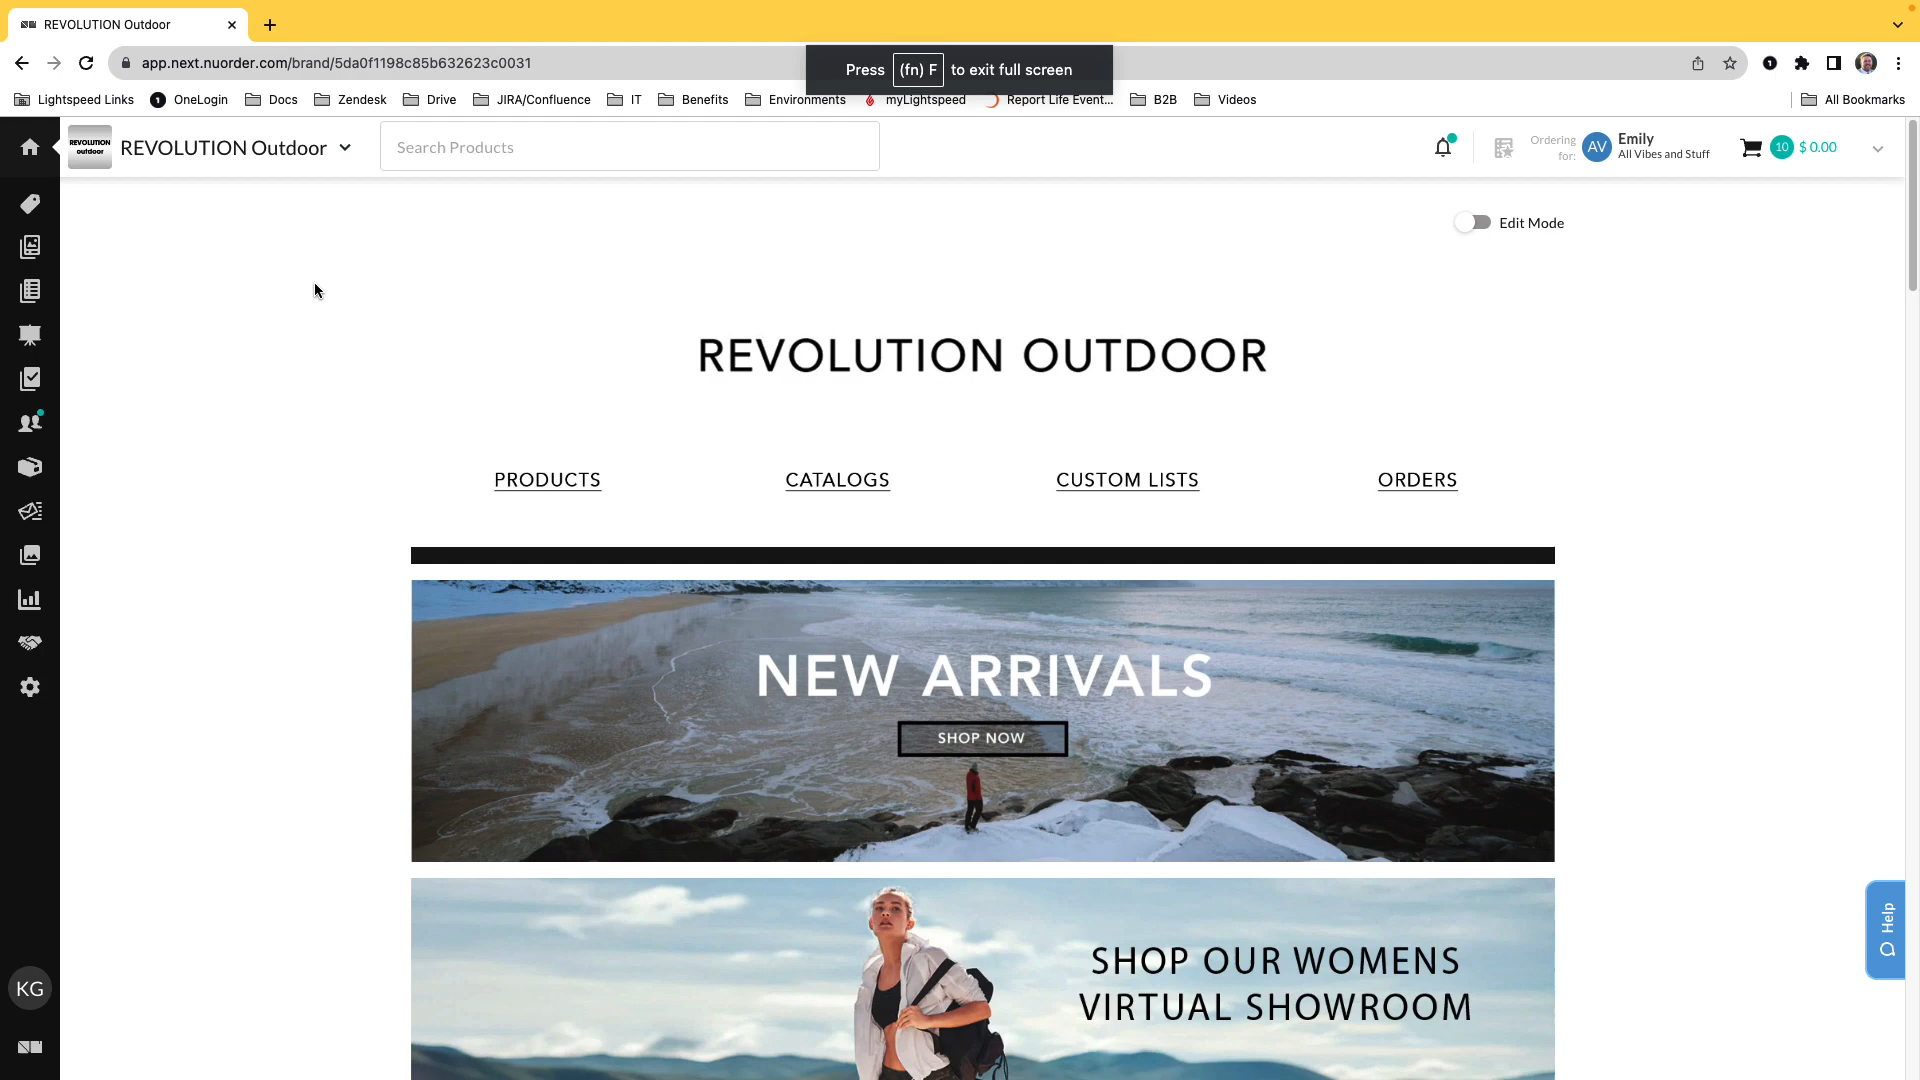 REVOLUTION Outdoor
app.next.nuorder.com/brand/5da0f1198c85b632623c0031
Press (fn) F to exit full screen
Lightspeed Links
OneLogin
Docs
Zendesk
Drive
JIRA/Confluence
IT
Benefits
Environments
myLightspeed
Report Life Event...
B2B
Videos
All Bookmarks
REVOLUTION
outdoor
REVOLUTION Outdoor
Search Products
Ordering
for:
AV
Emily
All Vibes and Stuff
10
$ 0.00
Edit Mode
REVOLUTION OUTDOOR
PRODUCTS
CATALOGS
CUSTOM LISTS
ORDERS
NEW ARRIVALS
SHOP NOW
SHOP OUR WOMENS
VIRTUAL SHOWROOM
Help
KG